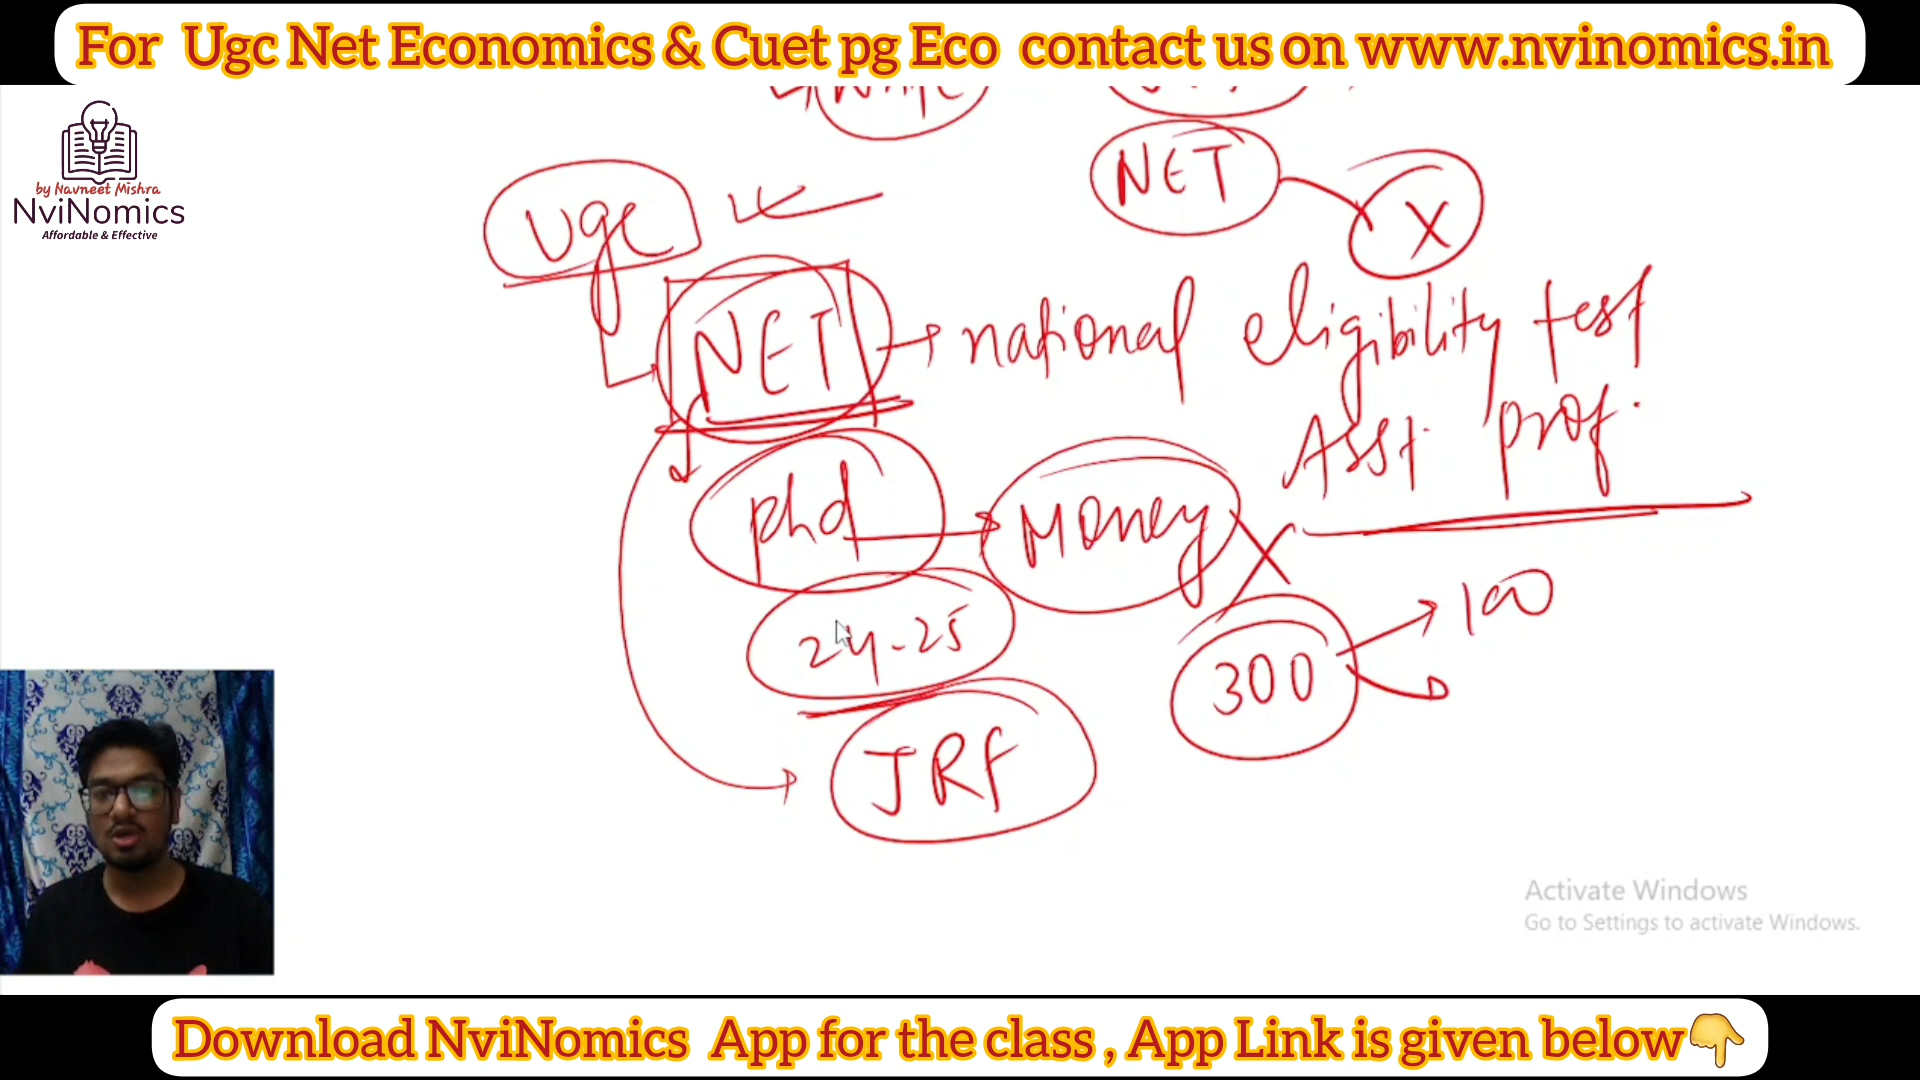 For Ugc Net Economics & Cuet pg Eco contact us on www.nvinomics.in
by Navneet Mishra
NviNomics
Affordable & Effective
NET
X
Ugc
NET → national eligibility test
Asst. prof.
phd → Money X
24-25
300 → 100
JRf
Activate Windows
Go to Settings to activate Windows.
Download NviNomics App for the class , App Link is given below👇